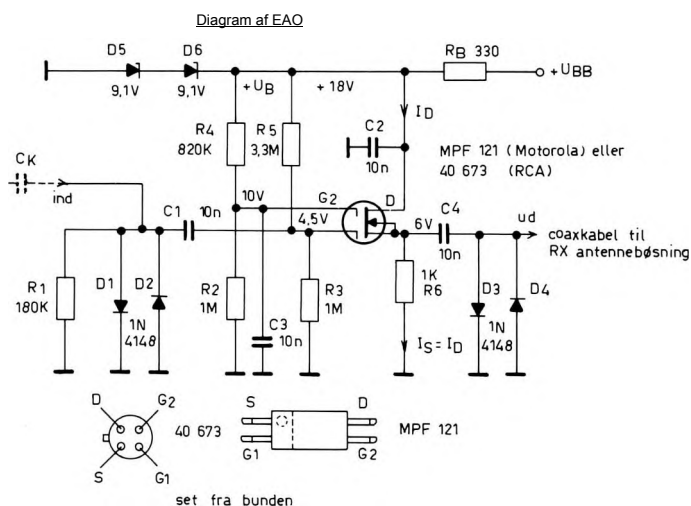 Diagram af EAO
D5
D6
9,1V
9,1V
+UB
+18V
RB 330
+UBB
ID
R4
820K
R5
3,3M
C2
10n
MPF 121 (Motorola) eller
40 673 (RCA)
CK
ind
C1
10n
10V
G2
D
4,5V
6V
C4
10n
ud
coaxkabel til
RX antennebøsning
R1
180K
D1
D2
1N
4148
R2
1M
C3
10n
R3
1M
1K
R6
IS = ID
D3
D4
1N
4148
D
G2
S
G1
40 673
S
D
G1
G2
MPF 121
set fra bunden